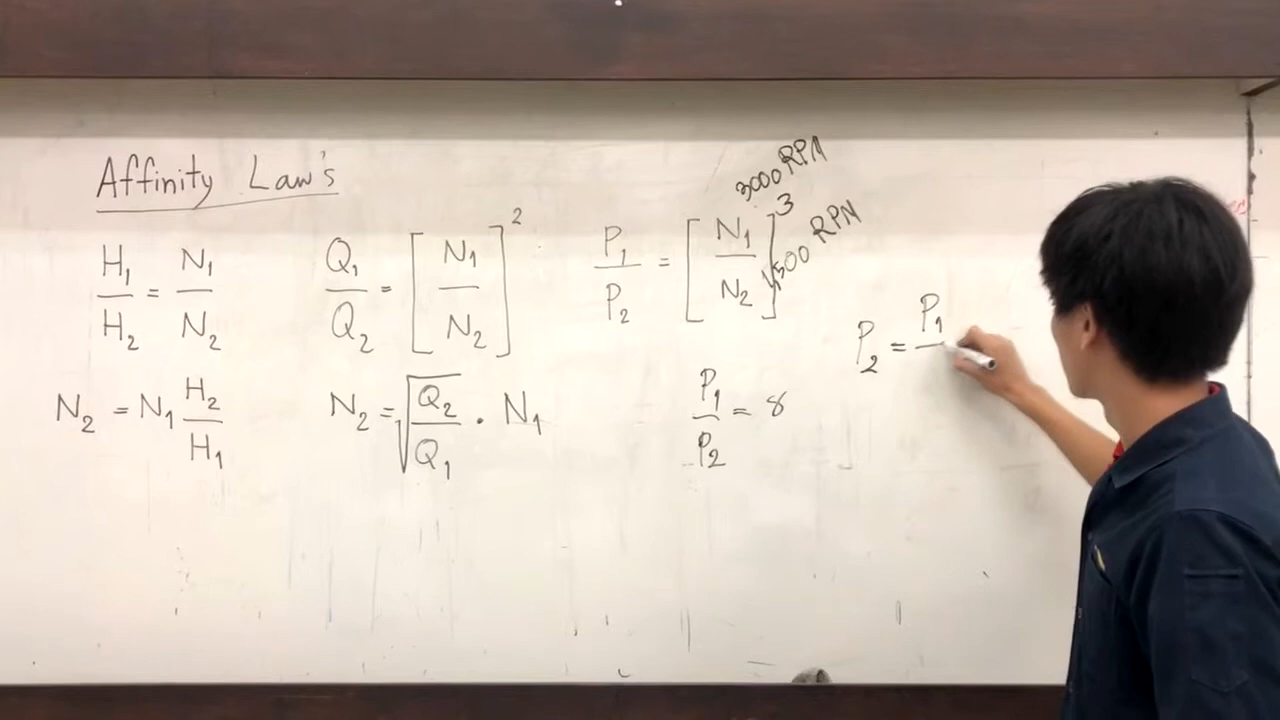 Affinity Law's
H₁/H₂ = N₁/N₂
Q₁/Q₂ = [N₁/N₂]²
P₁/P₂ = [N₁/N₂]³
3000 RPM
1500 RPM
N₂ = N₁ H₂/H₁
N₂ = √(Q₂/Q₁) . N₁
P₁/P₂ = 8
P₂ = P₁/